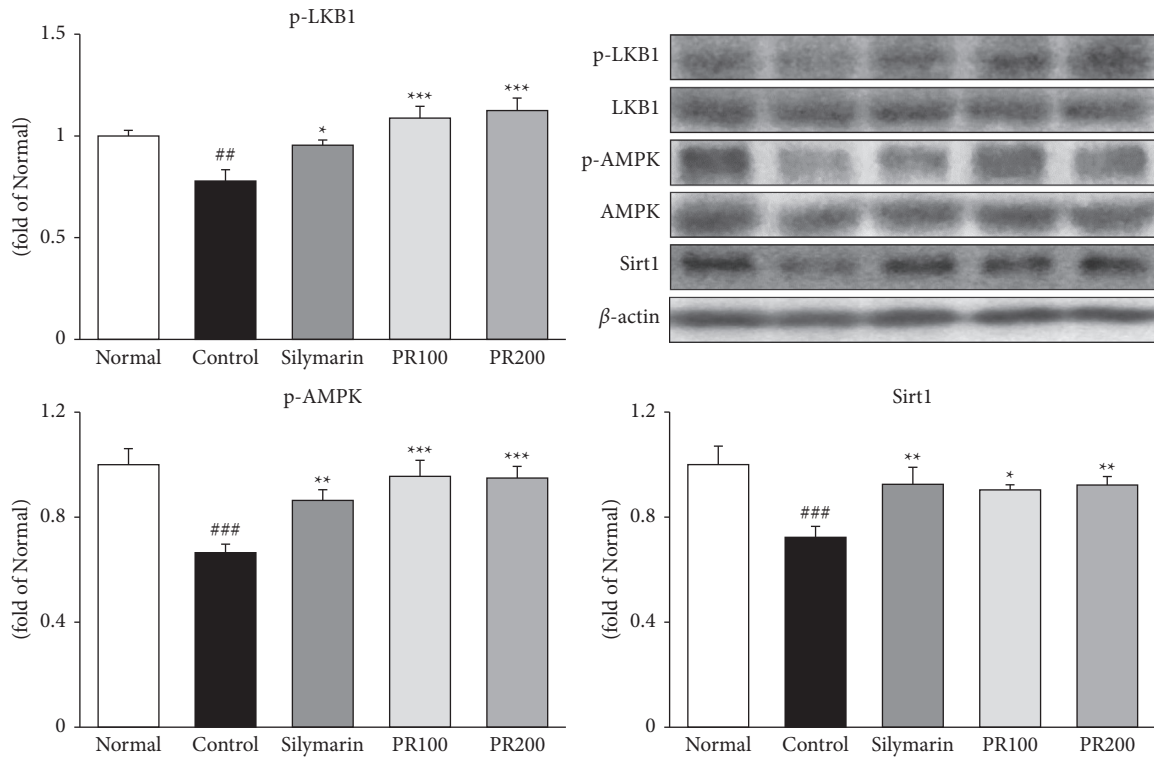 p-LKB1
1.5
1
0.5
0
(fold of Normal)
##
*
***
***
Normal Control Silymarin PR100 PR200
p-LKB1
LKB1
p-AMPK
AMPK
Sirt1
β-actin
p-AMPK
1.2
0.8
0.4
0
(fold of Normal)
###
**
***
***
Normal Control Silymarin PR100 PR200
Sirt1
1.2
0.8
0.4
0
(fold of Normal)
###
**
*
**
Normal Control Silymarin PR100 PR200